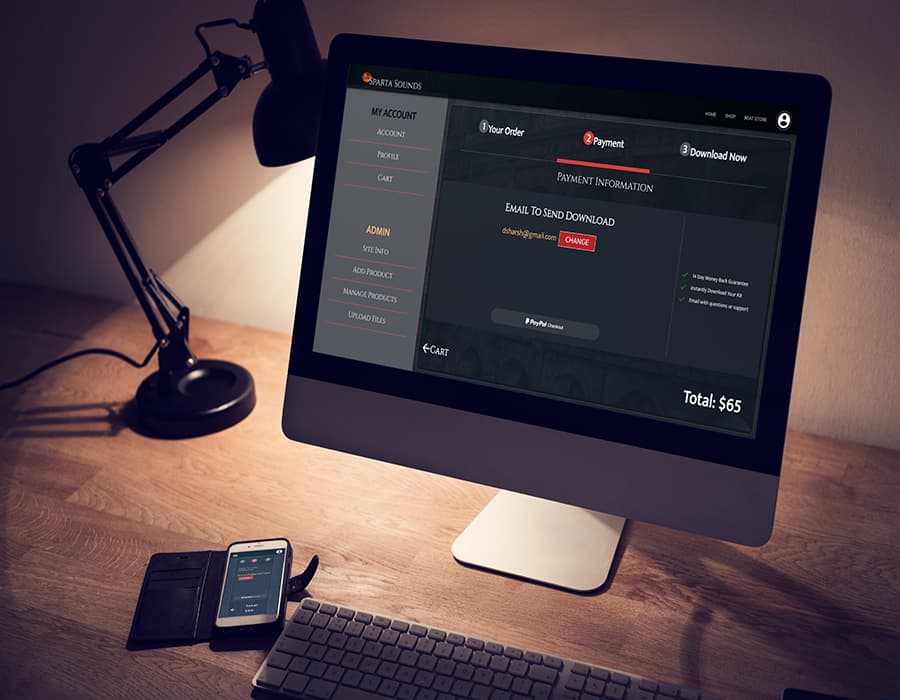 SPARTA SOUNDS
HOME SHOP BEAT STORE
MY ACCOUNT
ACCOUNT
PROFILE
CART
ADMIN
SITE INFO
ADD PRODUCT
MANAGE PRODUCTS
UPLOAD FILES
1 Your Order
2 Payment
3 Download Now
PAYMENT INFORMATION
EMAIL TO SEND DOWNLOAD
dsharsh@gmail.com CHANGE
14 Day Money Back Guarantee
Instantly Download Your Kit
Email with questions or support
PayPal Checkout
←CART
Total: $65